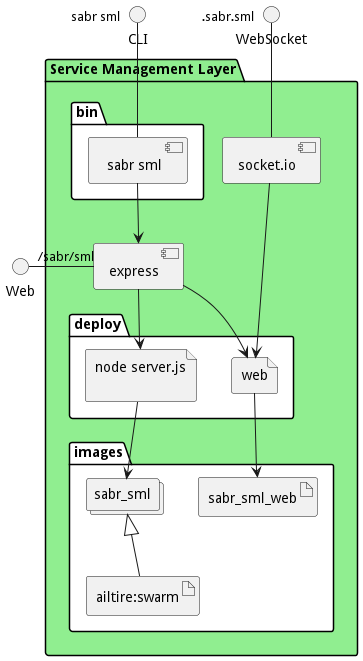 sabr sml
.sabr.sml
CLI
WebSocket
Service Management Layer
bin
sabr sml
socket.io
/sabr/sml
express
Web
deploy
node server.js
web
images
sabr_sml
sabr_sml_web
ailtire:swarm